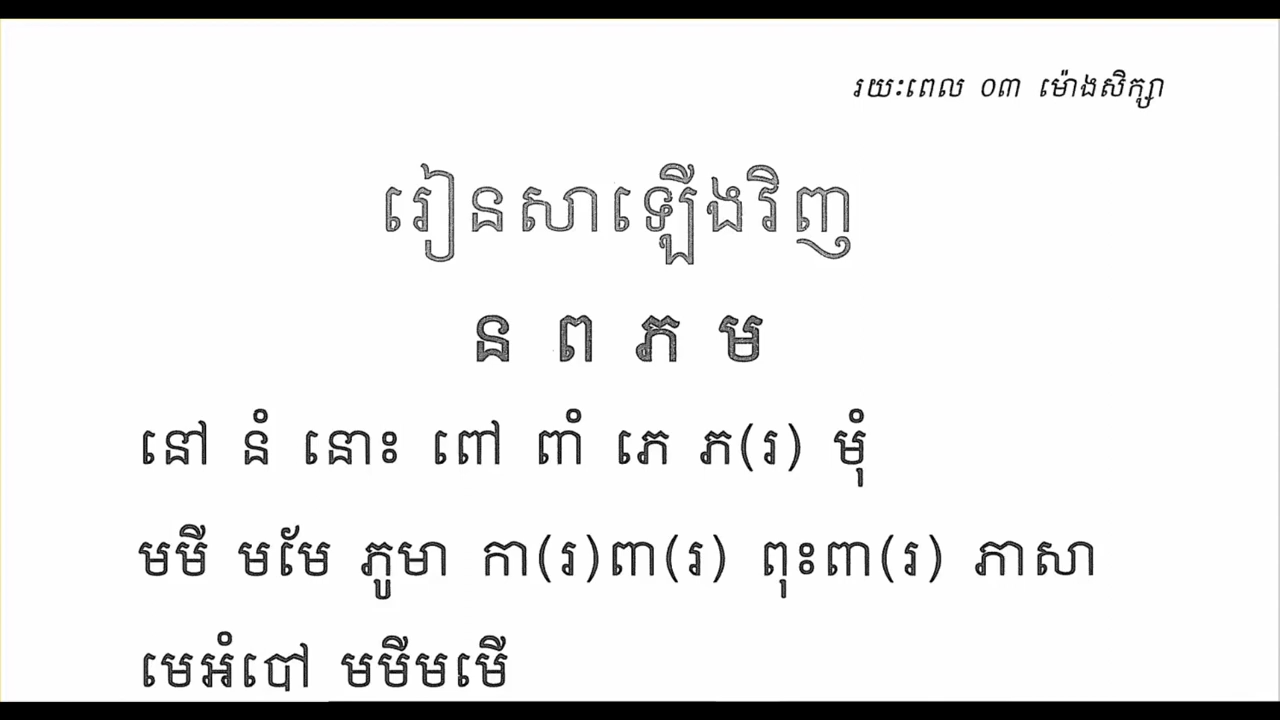 រយៈពេល ០៣ ម៉ោងសិក្សា
រៀនសាឡើងវិញ
ន ព ភ ម
នៅ នំ នោះ ពៅ ពាំ ភេ ភ(រ) មុំ
មមី មមែ ភូមា កា(រ)ពា(រ) ពុះពា(រ) ភាសា
មេអំបៅ មមីមមើ